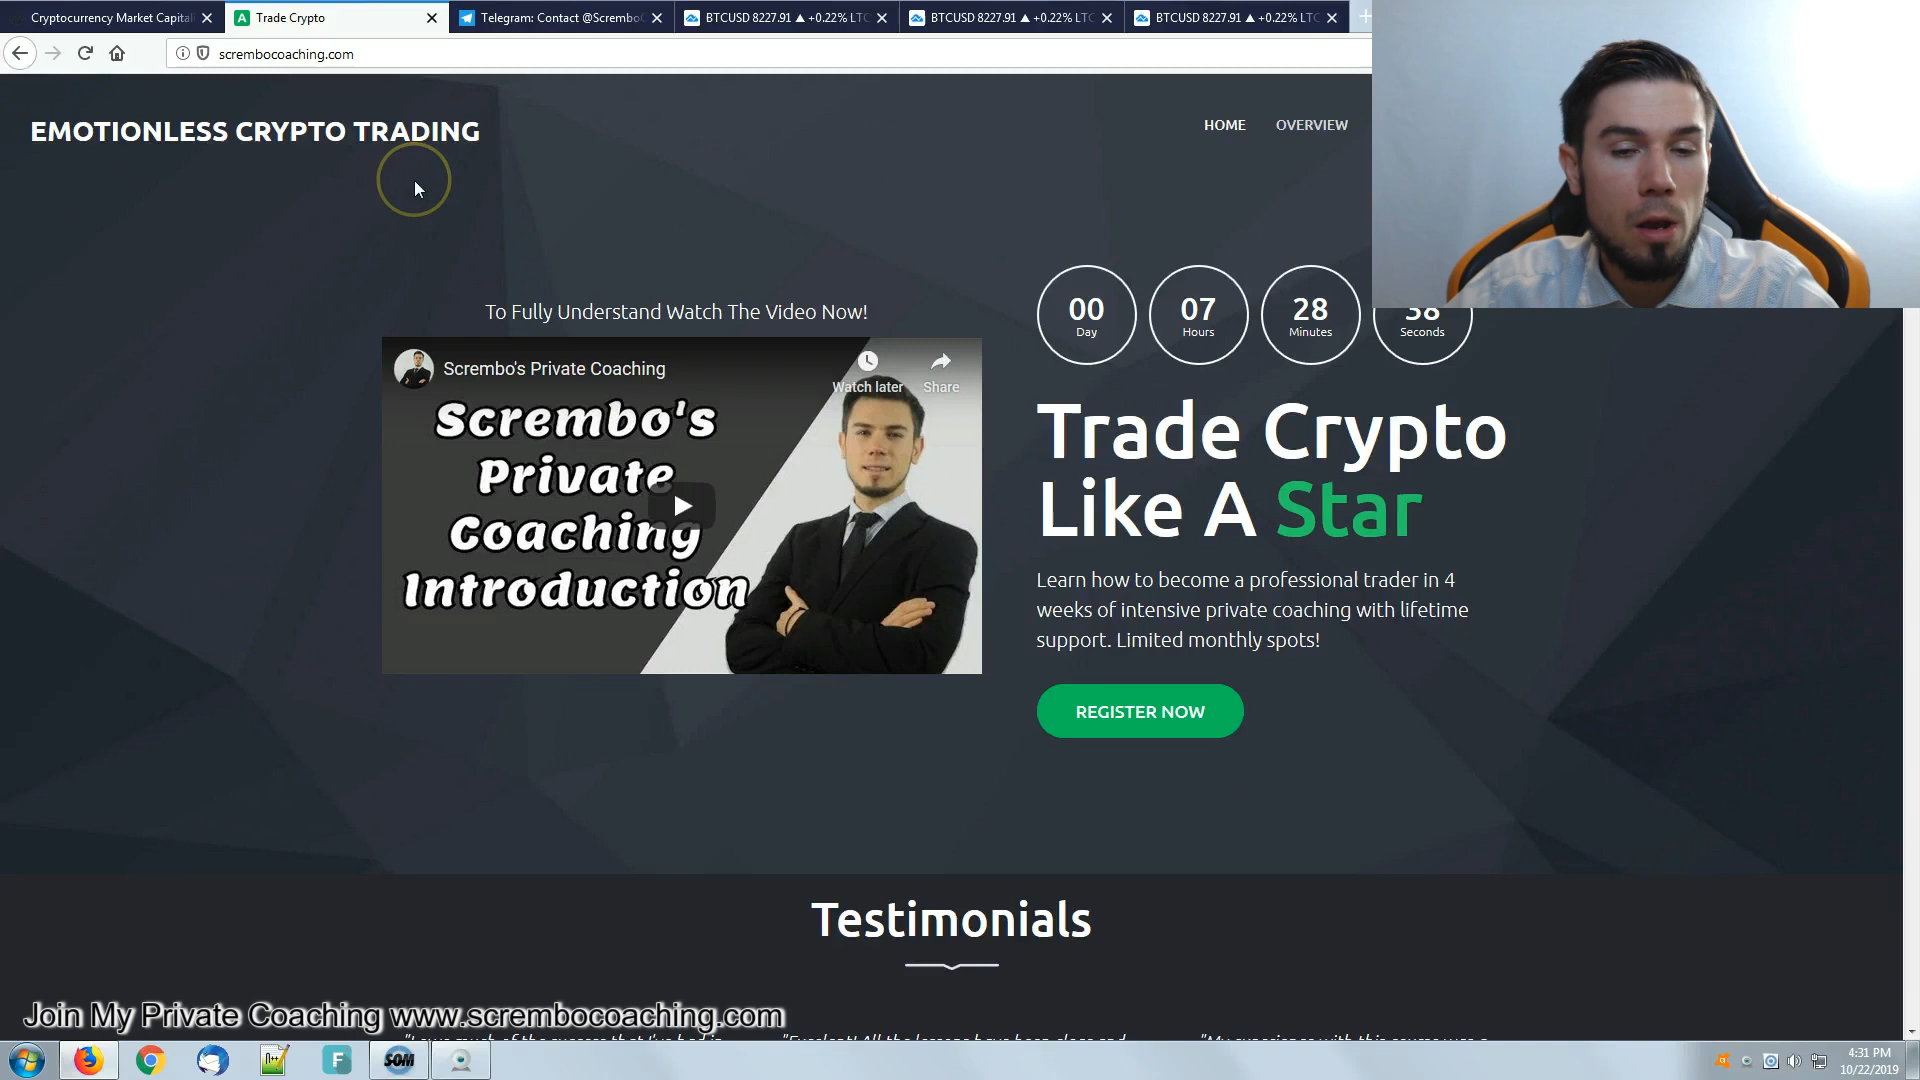 Cryptocurrency Market Capitali
Trade Crypto
Telegram: Contact @Scrembo
BTCUSD 8227.91 ▲ +0.22% LTC
BTCUSD 8227.91 ▲ +0.22% LTC
BTCUSD 8227.91 ▲ +0.22% LTC
scrembocoaching.com
EMOTIONLESS CRYPTO TRADING
HOME
OVERVIEW
To Fully Understand Watch The Video Now!
Scrembo's Private Coaching
Watch later
Share
Scrembo's
Private
Coaching
Introduction
00
Day
07
Hours
28
Minutes
38
Seconds
Trade Crypto
Like A Star
Learn how to become a professional trader in 4
weeks of intensive private coaching with lifetime
support. Limited monthly spots!
REGISTER NOW
Testimonials
Join My Private Coaching www.scrembocoaching.com
SOM
4:31 PM
10/22/2019